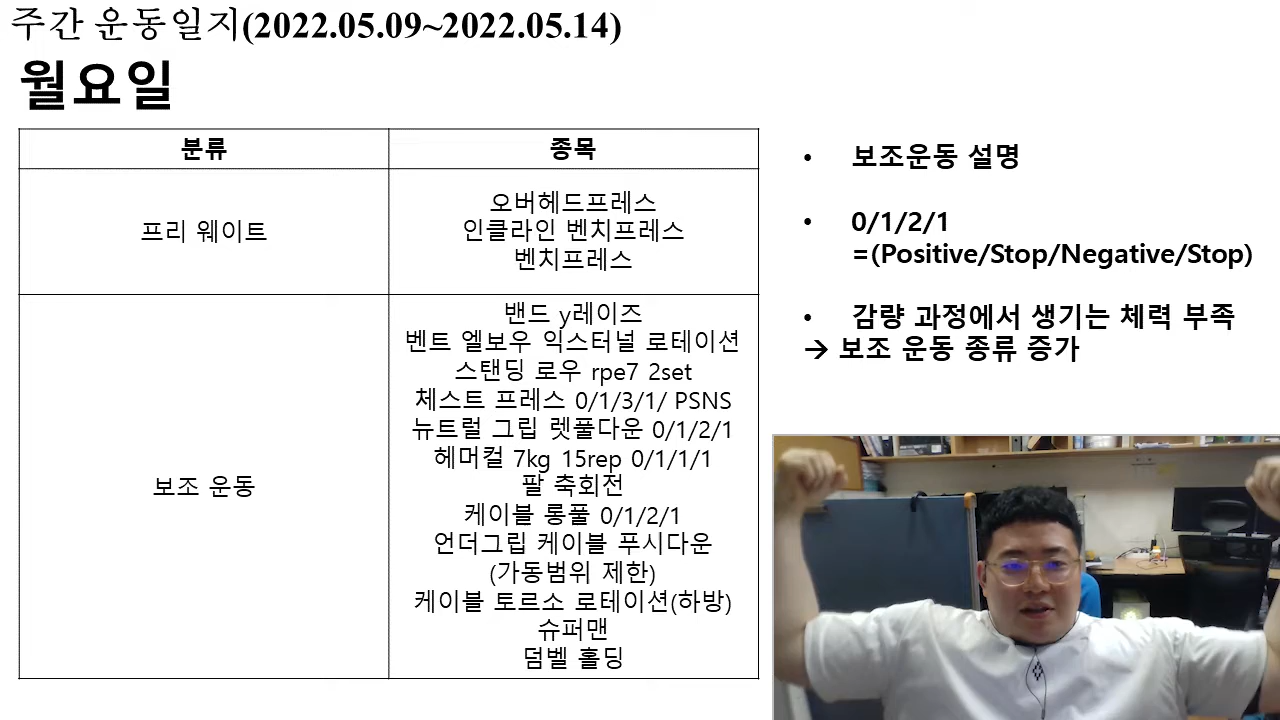 주간 운동일지(2022.05.09~2022.05.14)
월요일
분류 종목
프리 웨이트
오버헤드프레스
인클라인 벤치프레스
벤치프레스
보조 운동
밴드 y레이즈
벤트 엘보우 익스터널 로테이션
스탠딩 로우 rpe7 2set
체스트 프레스 0/1/3/1/ PSNS
뉴트럴 그립 렛풀다운 0/1/2/1
헤머컬 7kg 15rep 0/1/1/1
팔 축회전
케이블 롱풀 0/1/2/1
언더그립 케이블 푸시다운
(가동범위 제한)
케이블 토르소 로테이션(하방)
슈퍼맨
덤벨 홀딩
• 보조운동 설명
• 0/1/2/1
=(Positive/Stop/Negative/Stop)
• 감량 과정에서 생기는 체력 부족
→ 보조 운동 종류 증가